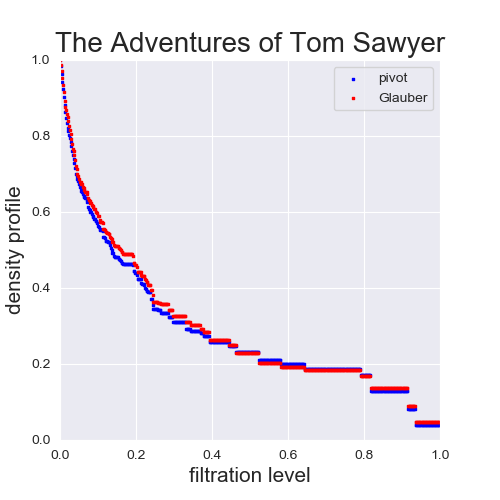 The Adventures of Tom Sawyer
pivot
Glauber
density profile
1.0
0.8
0.6
0.4
0.2
0.0
0.0 0.2 0.4 0.6 0.8 1.0
filtration level